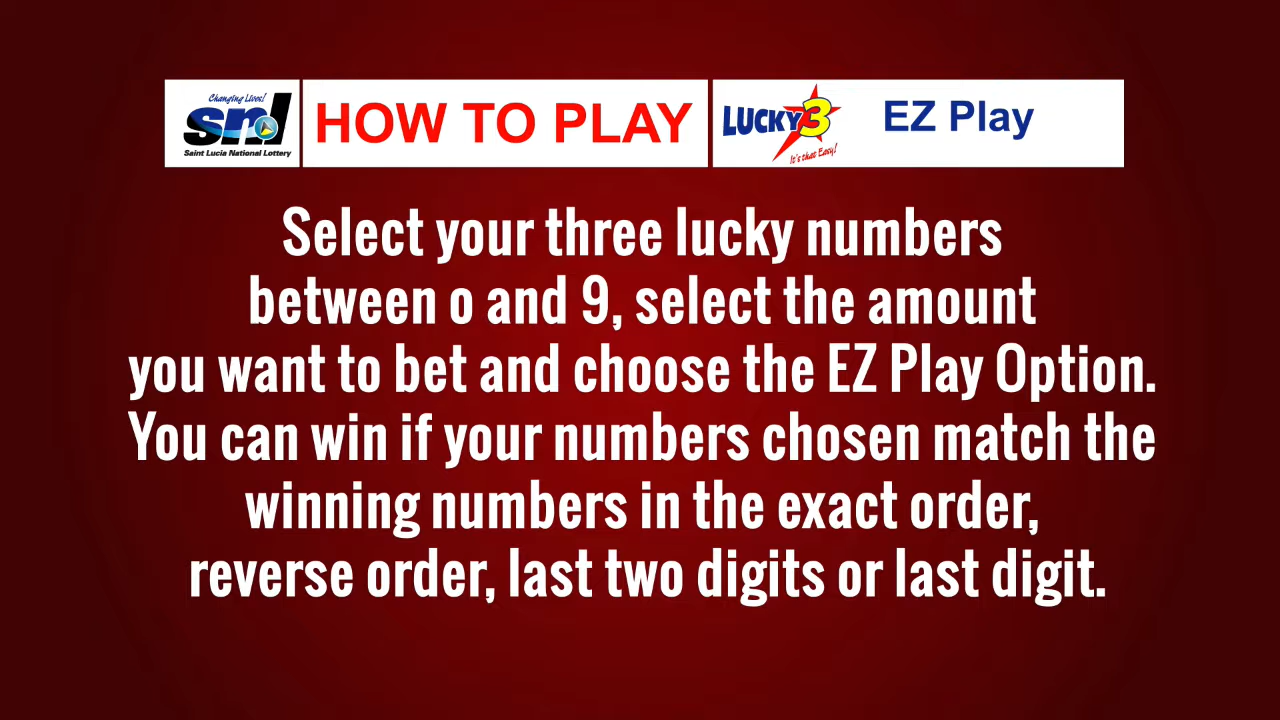 Changing Lives!
snl
Saint Lucia National Lottery
HOW TO PLAY
LUCKY 3
It's that Easy!
EZ Play
Select your three lucky numbers
between o and 9, select the amount
you want to bet and choose the EZ Play Option.
You can win if your numbers chosen match the
winning numbers in the exact order,
reverse order, last two digits or last digit.